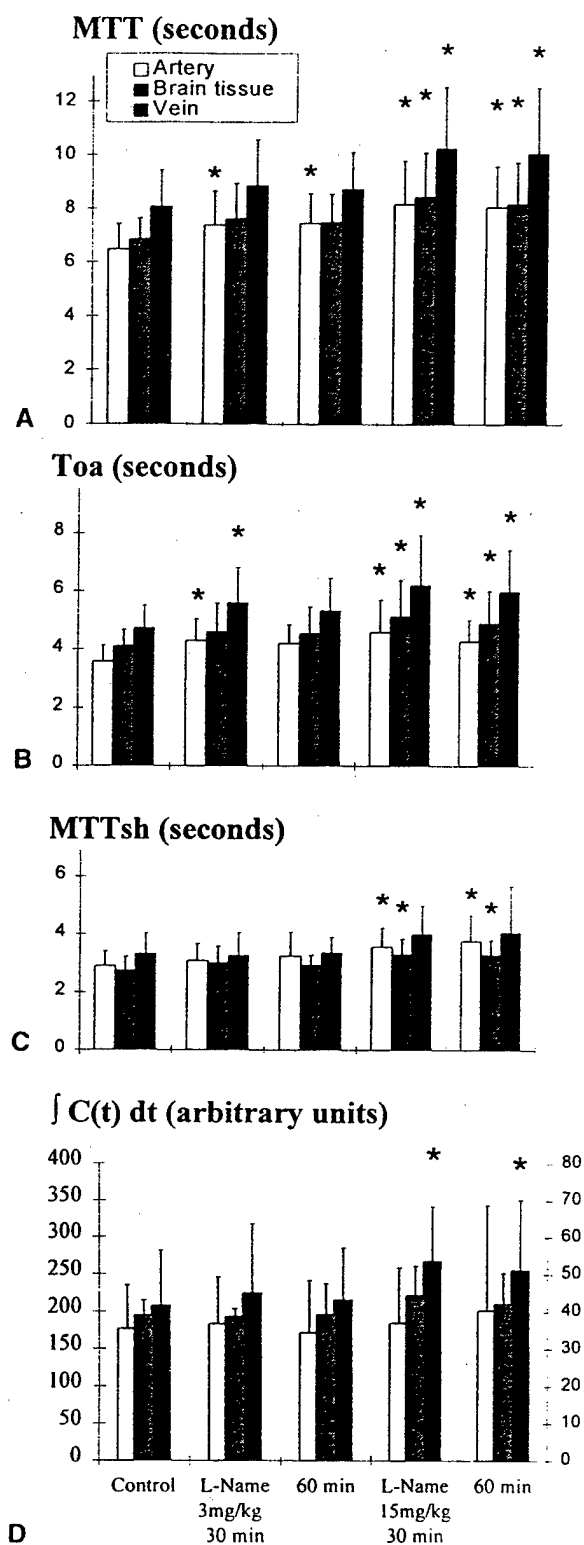 MTT (seconds)
Artery
Brain tissue
Vein
12
10
8
6
4
2
0
* * * * * * * *
A
Toa (seconds)
8
6
4
2
0
* * * * * * * *
B
MTTsh (seconds)
6
4
2
0
* * * *
C
∫ C(t) dt (arbitrary units)
400
350
300
250
200
150
100
50
0
* *
80
70
60
50
40
30
20
10
0
Control L-Name 60 min L-Name 60 min
3mg/kg 15mg/kg
30 min 30 min
D